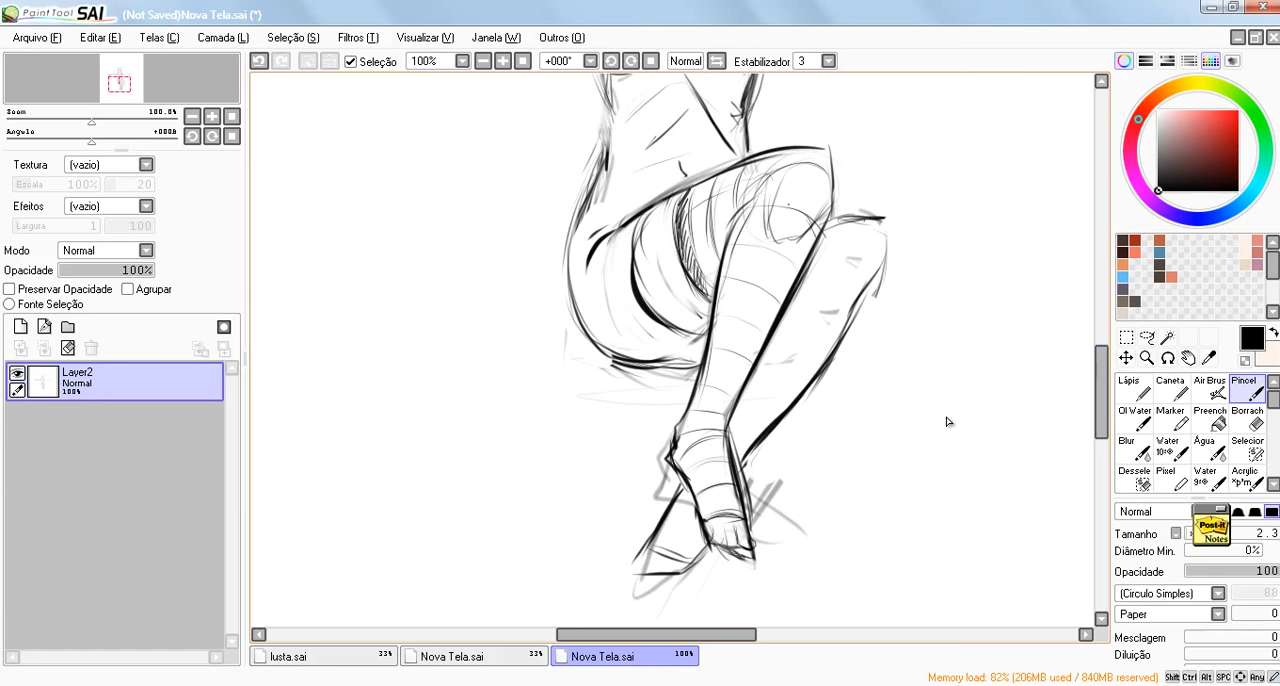 PaintTool SAI (Not Saved)Nova Tela.sai (*)
Arquivo (F) Editar (E) Telas (C) Camada (L) Seleção (S) Filtros (T) Visualizar (V) Janela (W) Outros (O)
Seleção 100% +000° Normal Estabilizador 3
Zoom 100.0%
Angulo +000°
Textura (vazio)
Escala 100% 20
Efeitos (vazio)
Largura 1 100
Modo Normal
Opacidade 100%
Preservar Opacidade Agrupar
Fonte Seleção
Layer2
Normal
100%
Lápis Caneta Air Brus Pincel
Ol Water Marker Preench Borrach
Blur Water Água Selecior
Dessele Pixel Water Acrylic
Normal
Post-it
Notes
Tamanho 2.3
Diâmetro Min. 0%
Opacidade 100
(Circulo Simples) 88
Paper 0
Mesclagem 0
Diluição 0
lusta.sai 33% Nova Tela.sai 33% Nova Tela.sai 100%
Memory load: 82% (206MB used / 840MB reserved) Shift Ctrl Alt SPC Any